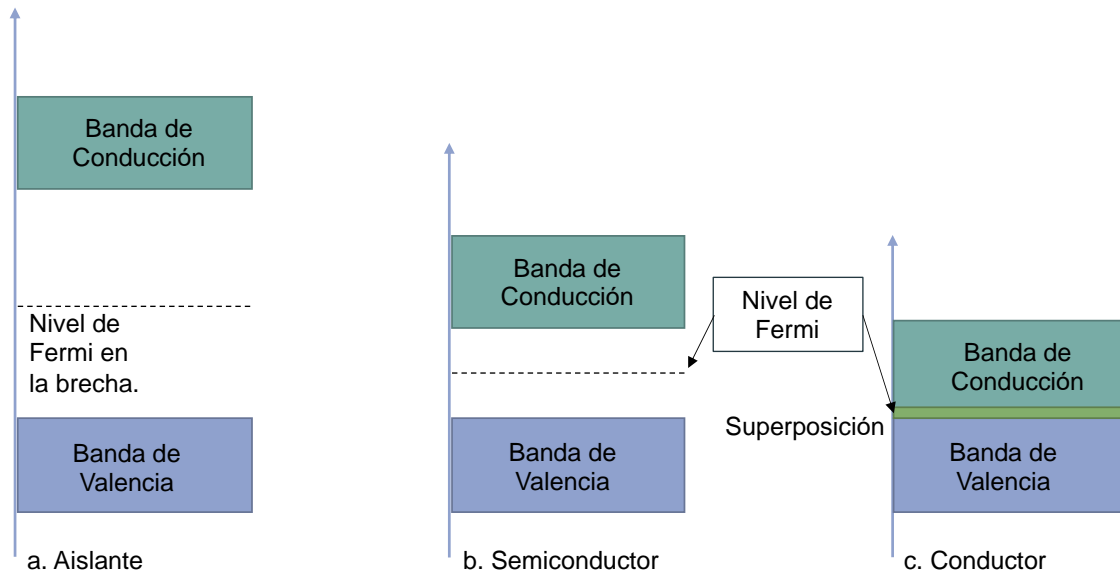 Banda de
Conducción
Nivel de
Fermi en
la brecha.
Banda de
Valencia
a. Aislante
Banda de
Conducción
Banda de
Valencia
b. Semiconductor
Nivel de
Fermi
Superposición
Banda de
Conducción
Banda de
Valencia
c. Conductor